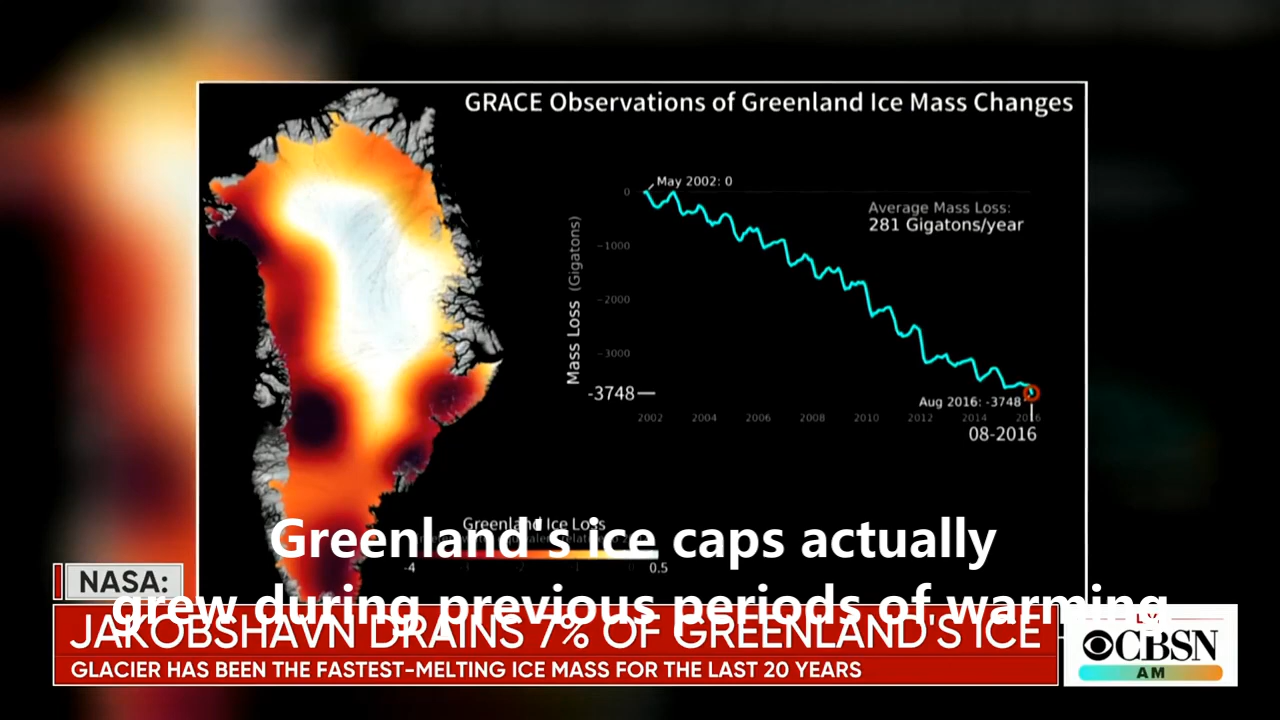 GRACE Observations of Greenland Ice Mass Changes
May 2002: 0
Average Mass Loss:
281 Gigatons/year
Mass Loss (Gigatons)
0
-1000
-2000
-3000
-3748
Aug 2016: -3748
2002 2004 2006 2008 2010 2012 2014 2016
08-2016
Greenland Ice Loss
-4 0.5
Greenland's ice caps actually
grew during previous periods of warming
NASA:
JAKOBSHAVN DRAINS 7% OF GREENLAND'S ICE
GLACIER HAS BEEN THE FASTEST-MELTING ICE MASS FOR THE LAST 20 YEARS
CBSN
AM